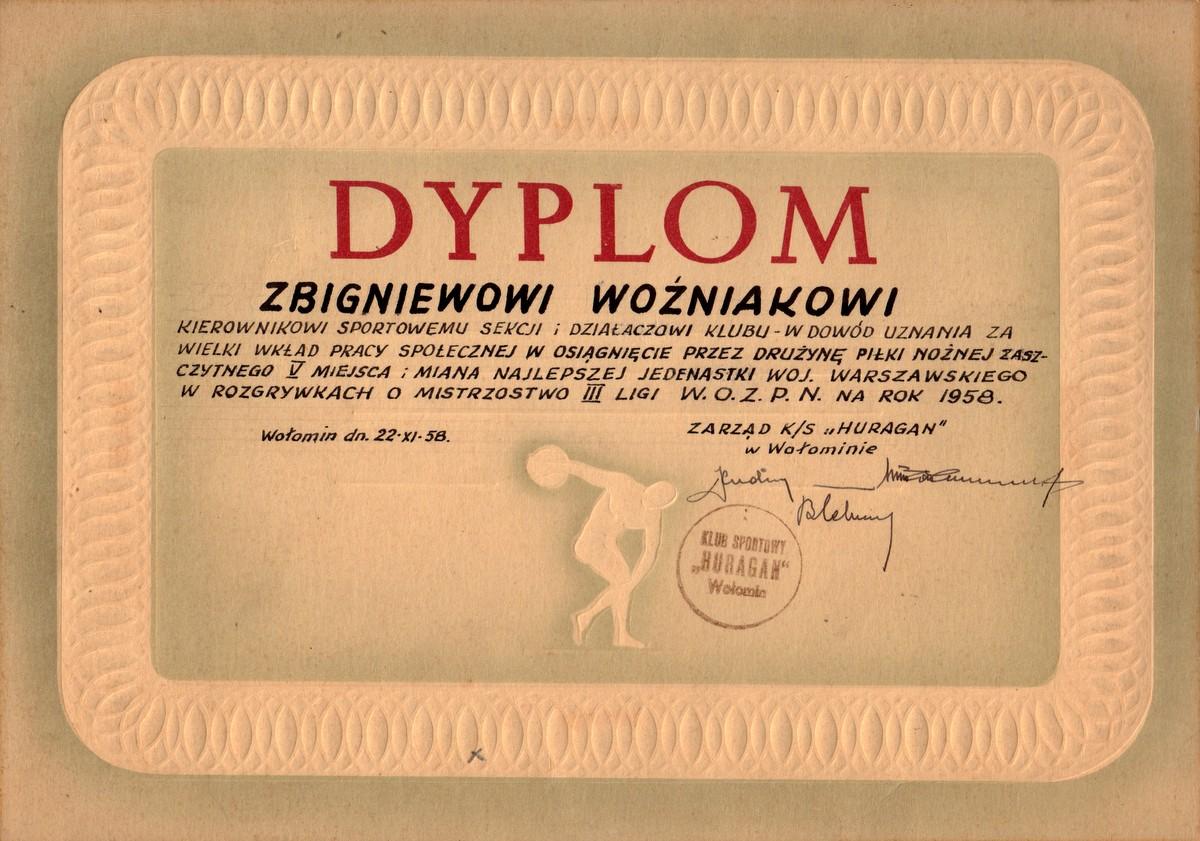 DYPLOM
ZBIGNIEWOWI WOŹNIAKOWI
KIEROWNIKOWI SPORTOWEMU SEKCJI i DZIAŁACZOWI KLUBU - W DOWÓD UZNANIA ZA
WIELKI WKŁAD PRACY SPOŁECZNEJ W OSIĄGNIĘCIE PRZEZ DRUŻYNĘ PIŁKI NOŻNEJ ZASZ-
CZYTNEGO V MIEJSCA i MIANA NAJLEPSZEJ JEDENASTKI WOJ. WARSZAWSKIEGO
W ROZGRYWKACH O MISTRZOSTWO III LIGI W.O.Z.P.N. NA ROK 1958.
Wołomin dn. 22-XI-58.
ZARZĄD K/S „HURAGAN"
w Wołominie
KLUB SPORTOWY
„HURAGAN"
Wołomin